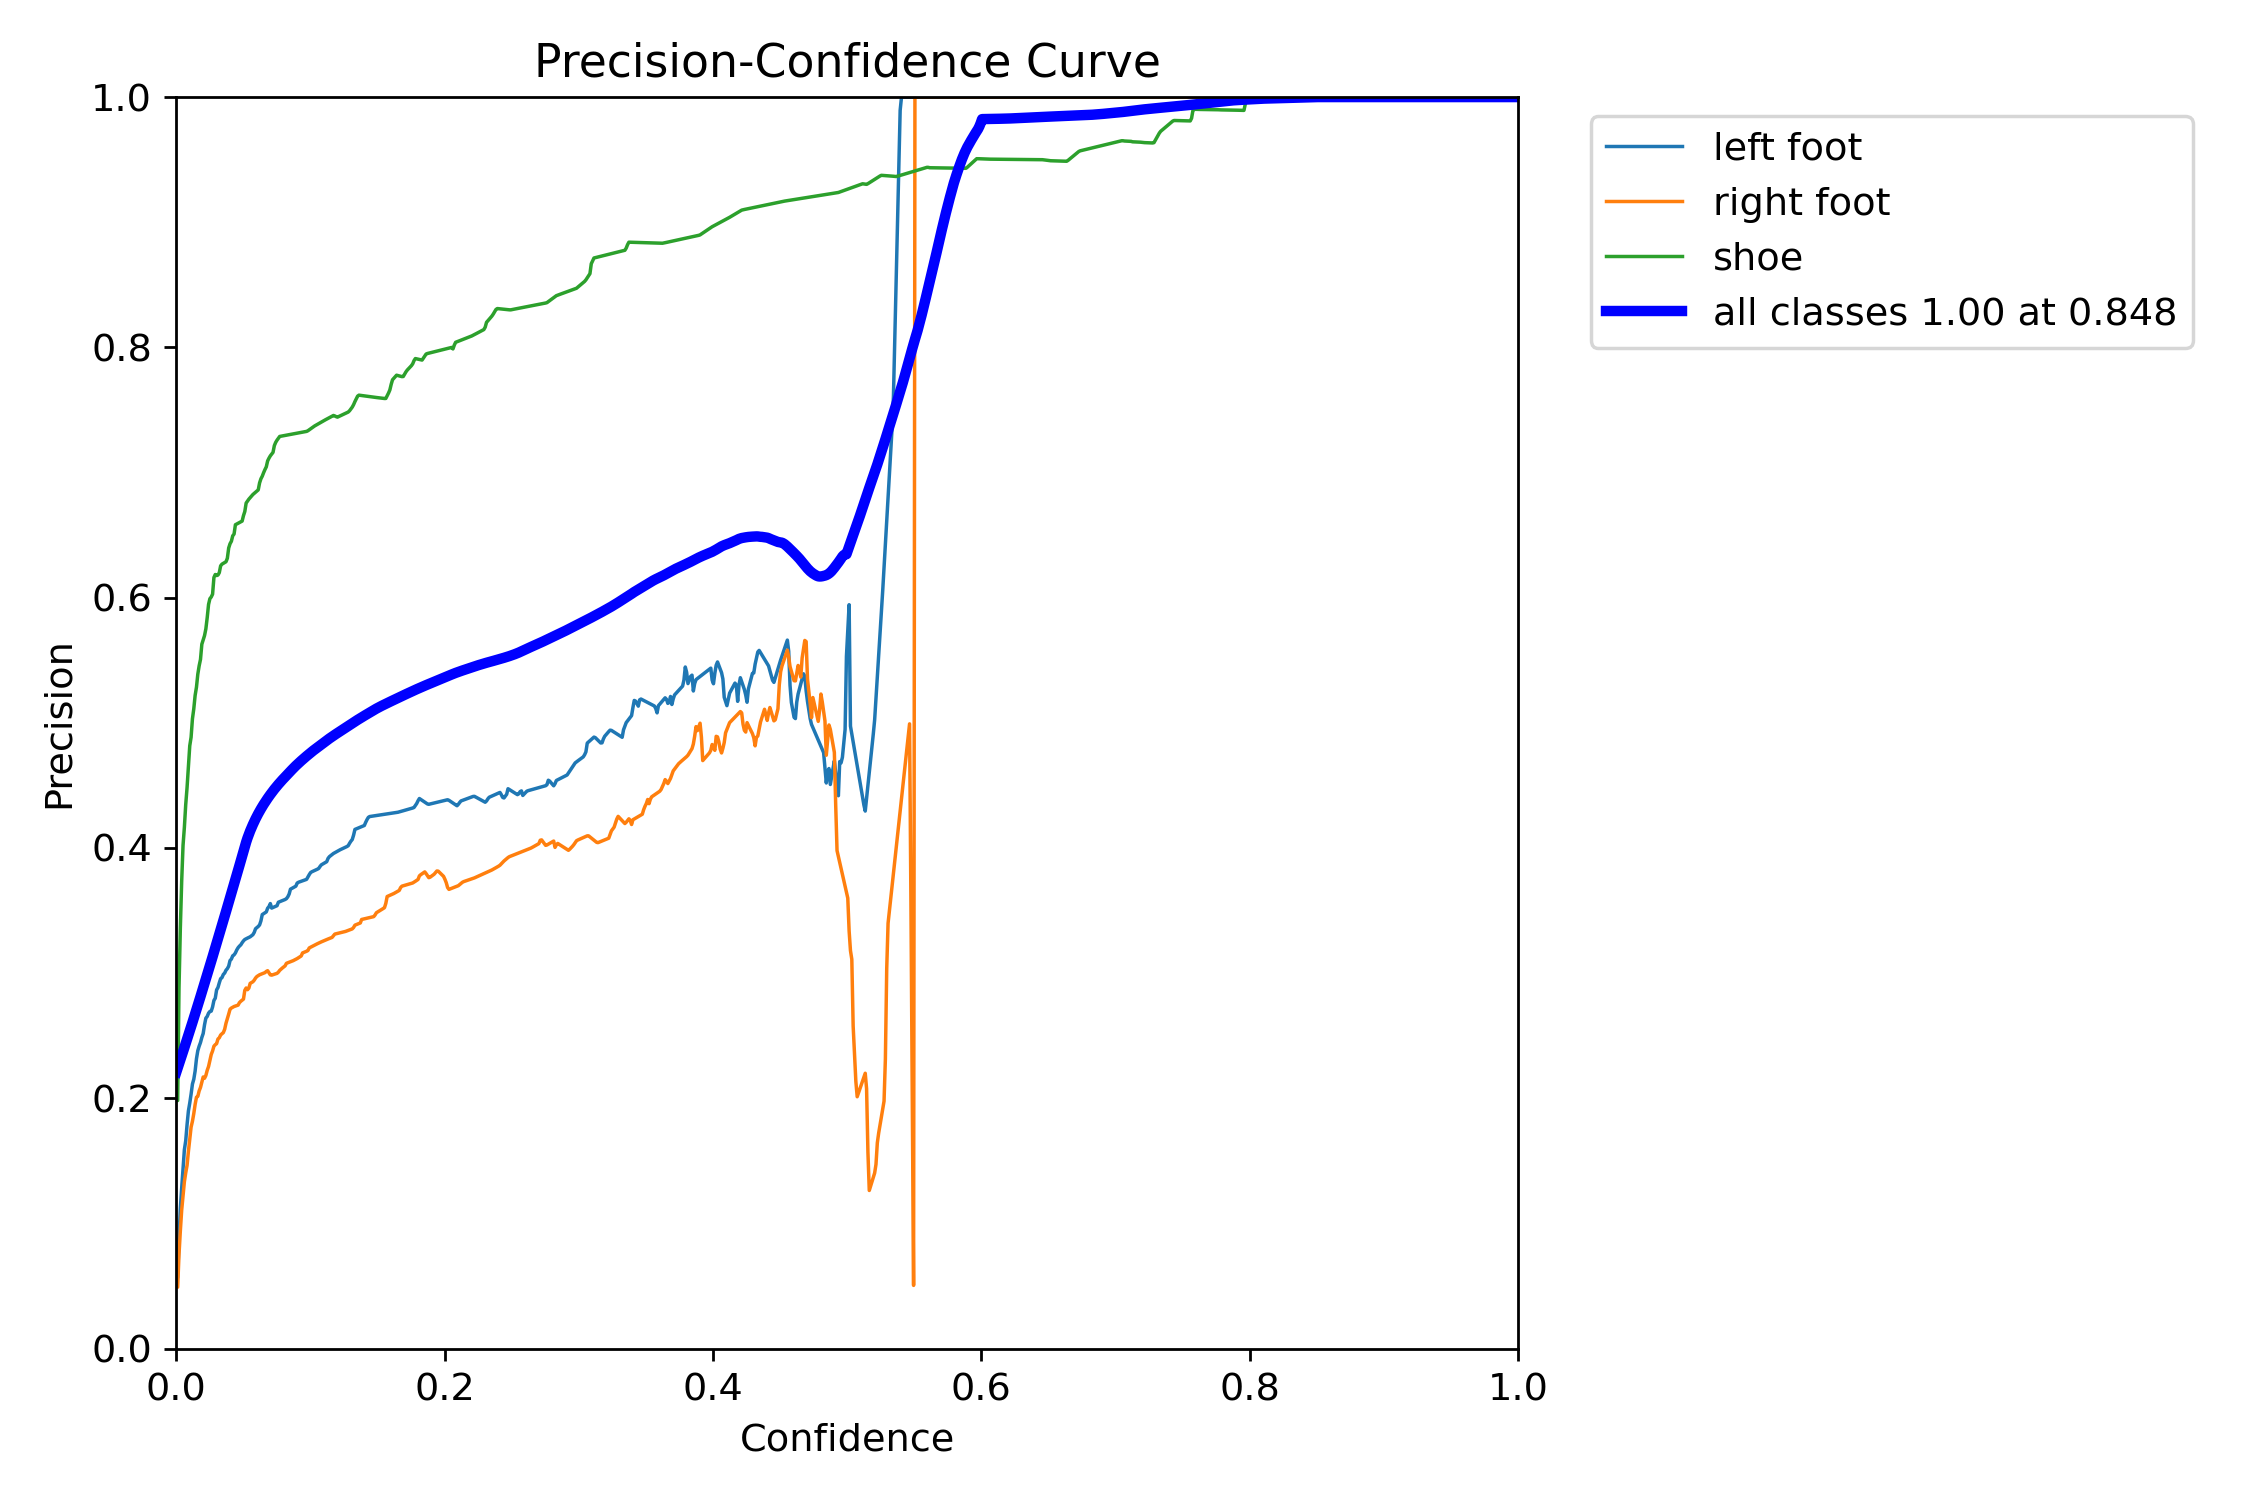 Precision-Confidence Curve
1.0
0.8
0.6
0.4
0.2
0.0
Precision
0.0 0.2 0.4 0.6 0.8 1.0
Confidence
left foot
right foot
shoe
all classes 1.00 at 0.848